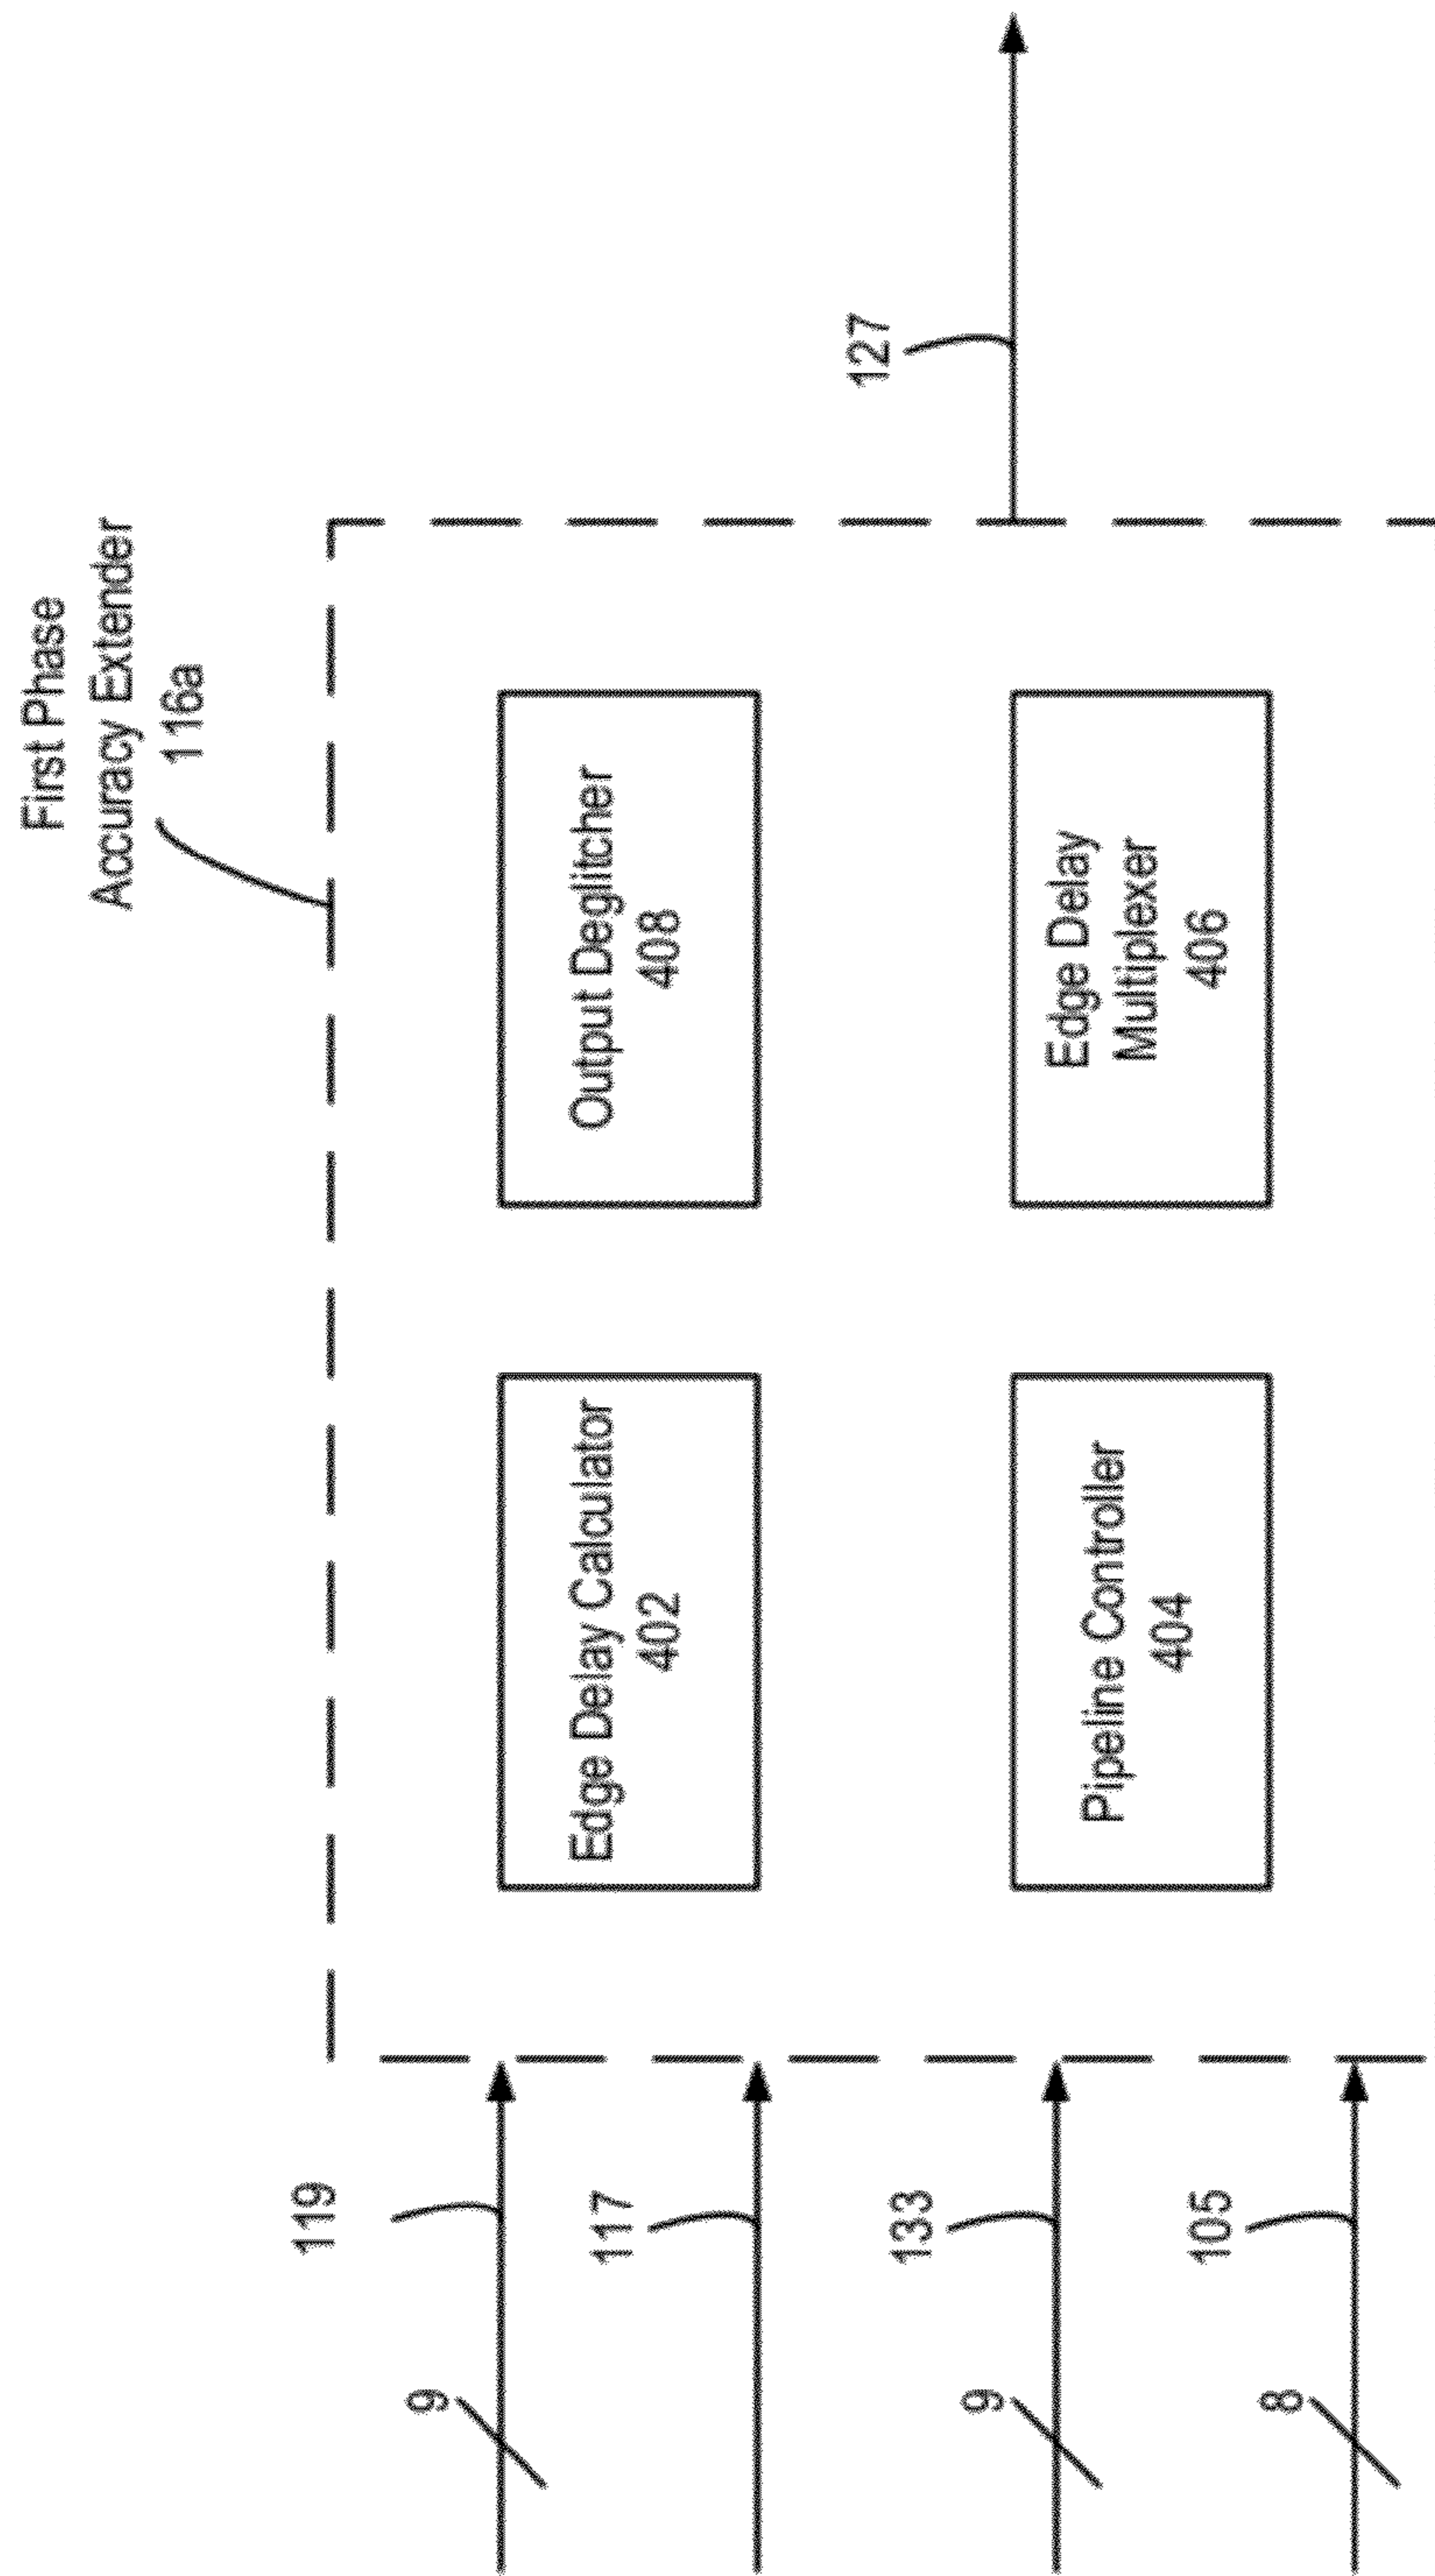 First Phase
Accuracy Extender
116a
119
9
117
133
9
105
8
Edge Delay Calculator
402
Output Deglitcher
408
Pipeline Controller
404
Edge Delay
Multiplexer
406
127